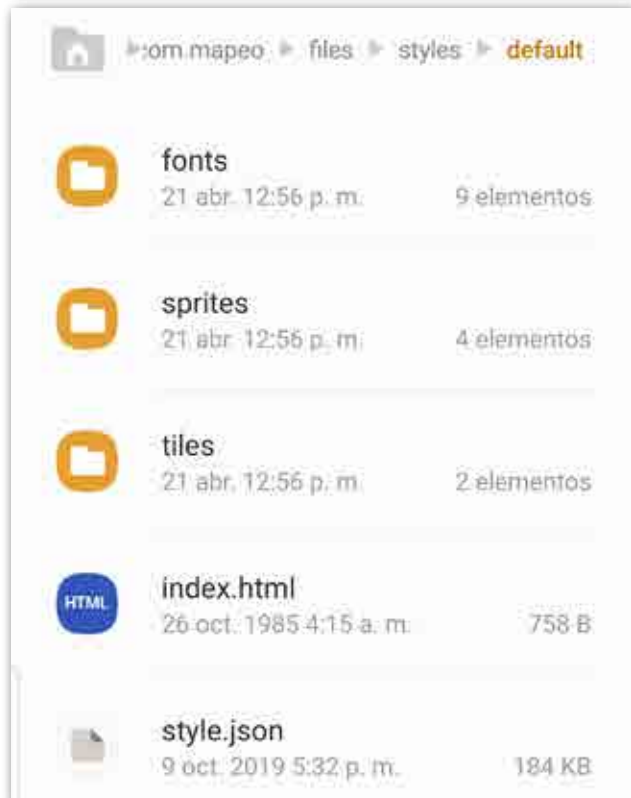 com.mapeo files styles default
fonts
21 abr. 12:56 p. m. 9 elementos
sprites
21 abr. 12:56 p. m. 4 elementos
tiles
21 abr. 12:56 p. m. 2 elementos
HTML
index.html
26 oct. 1985 4:15 a. m. 758 B
style.json
9 oct. 2019 5:32 p. m. 184 KB